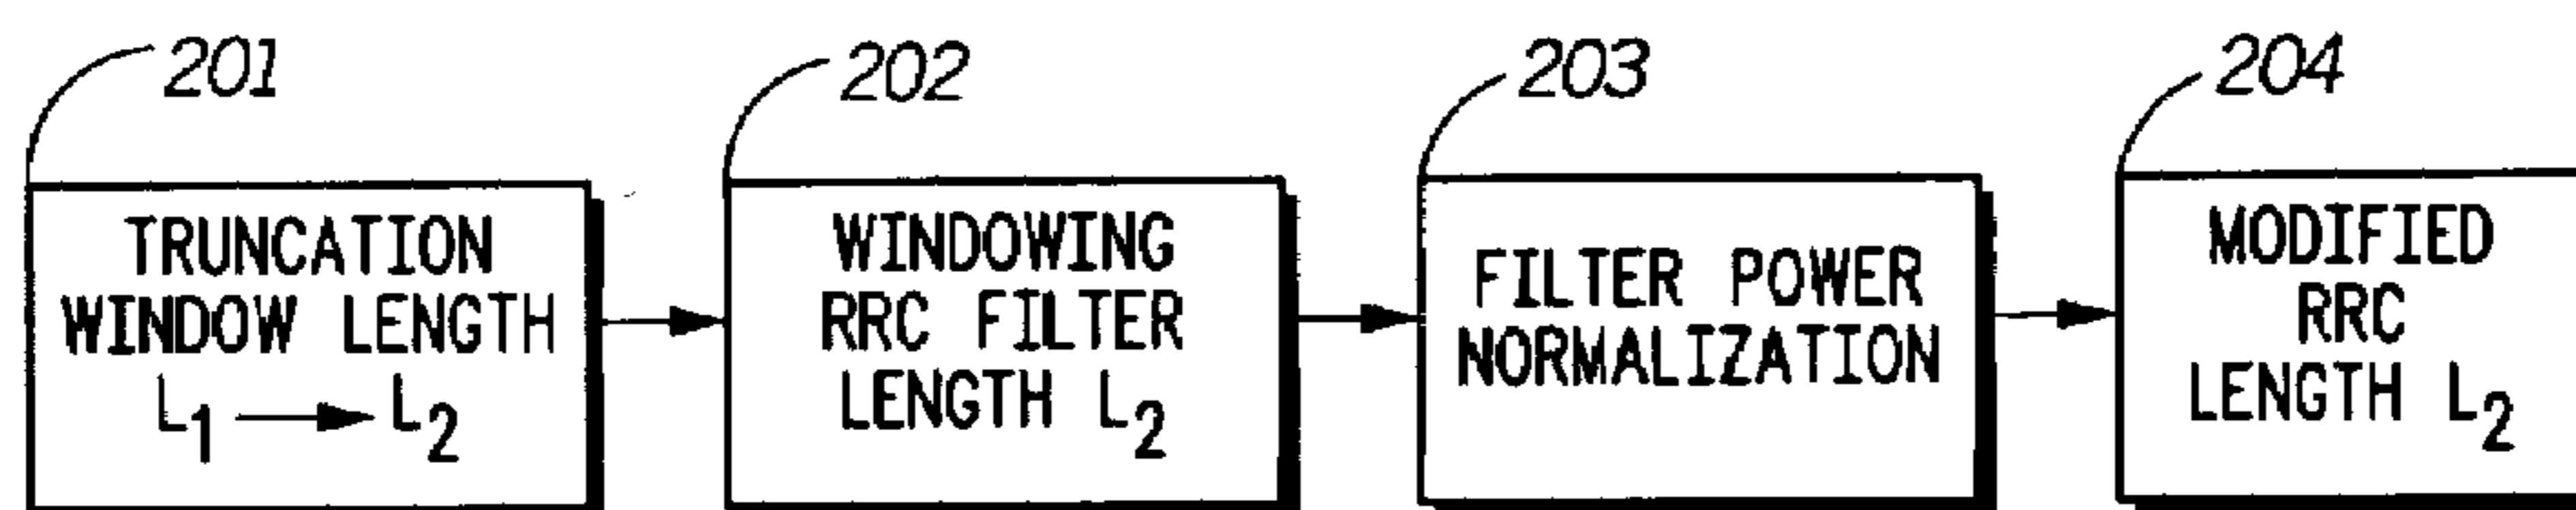 201
202
203
204
TRUNCATION
WINDOW LENGTH
L₁ → L₂
WINDOWING
RRC FILTER
LENGTH L₂
FILTER POWER
NORMALIZATION
MODIFIED
RRC
LENGTH L₂